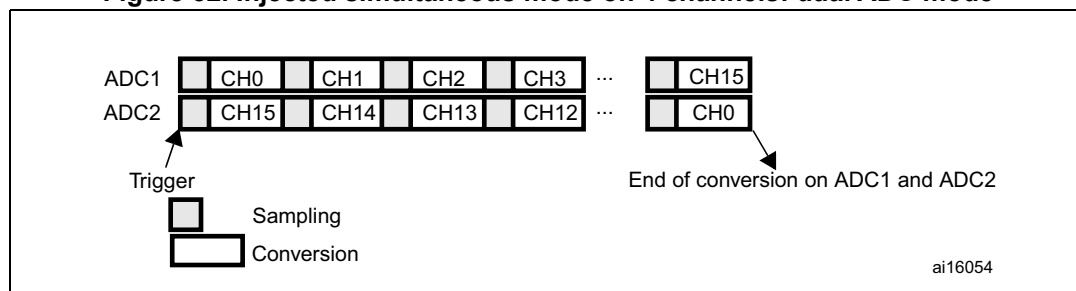 Figure Injected simultaneous mode on 4 channels: dual ADC mode
ADC1 CH0 CH1 CH2 CH3 ... CH15
ADC2 CH15 CH14 CH13 CH12 ... CH0
Trigger
End of conversion on ADC1 and ADC2
Sampling
Conversion
ai16054